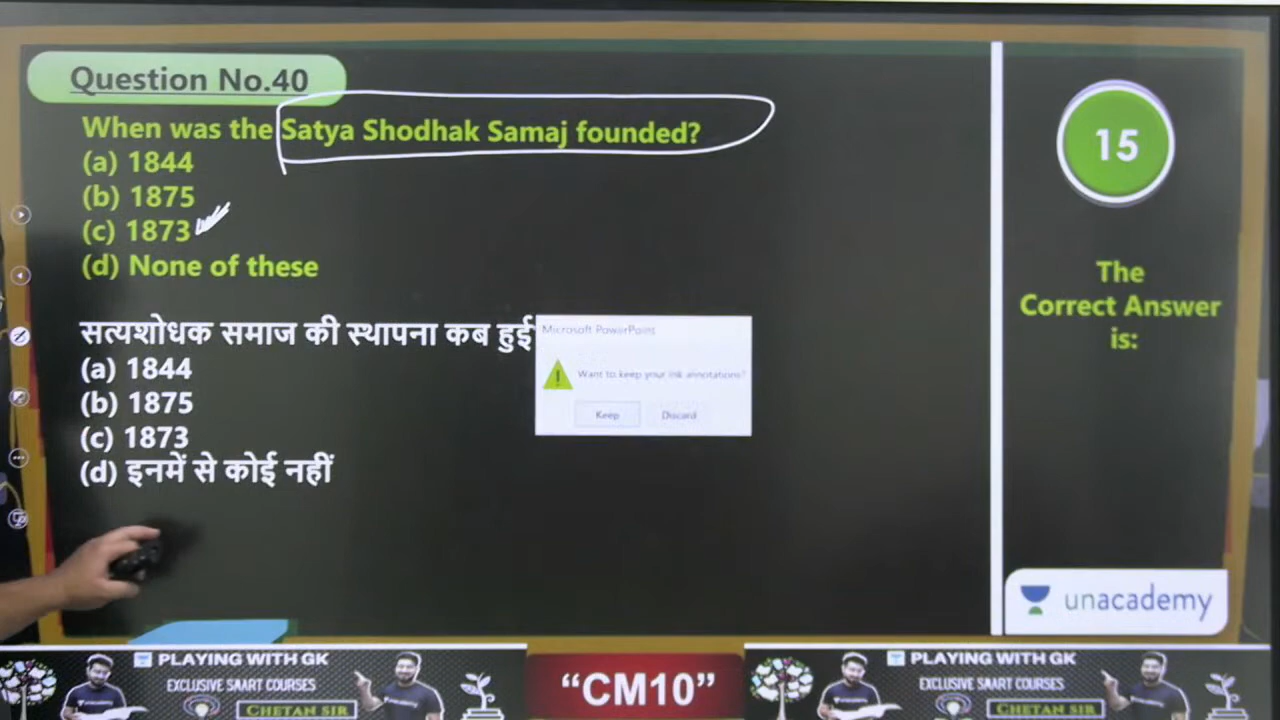 Question No.40
When was the Satya Shodhak Samaj founded?
(a) 1844
(b) 1875
(c) 1873
(d) None of these
सत्यशोधक समाज की स्थापना कब हुई
(a) 1844
(b) 1875
(c) 1873
(d) इनमें से कोई नहीं
Microsoft PowerPoint
Want to keep your ink annotations?
Keep Discard
15
The
Correct Answer
is:
unacademy
PLAYING WITH GK
EXCLUSIVE SAART COURSES
CHETAN SIR
“CM10”
PLAYING WITH GK
EXCLUSIVE SAART COURSES
CHETAN SIR